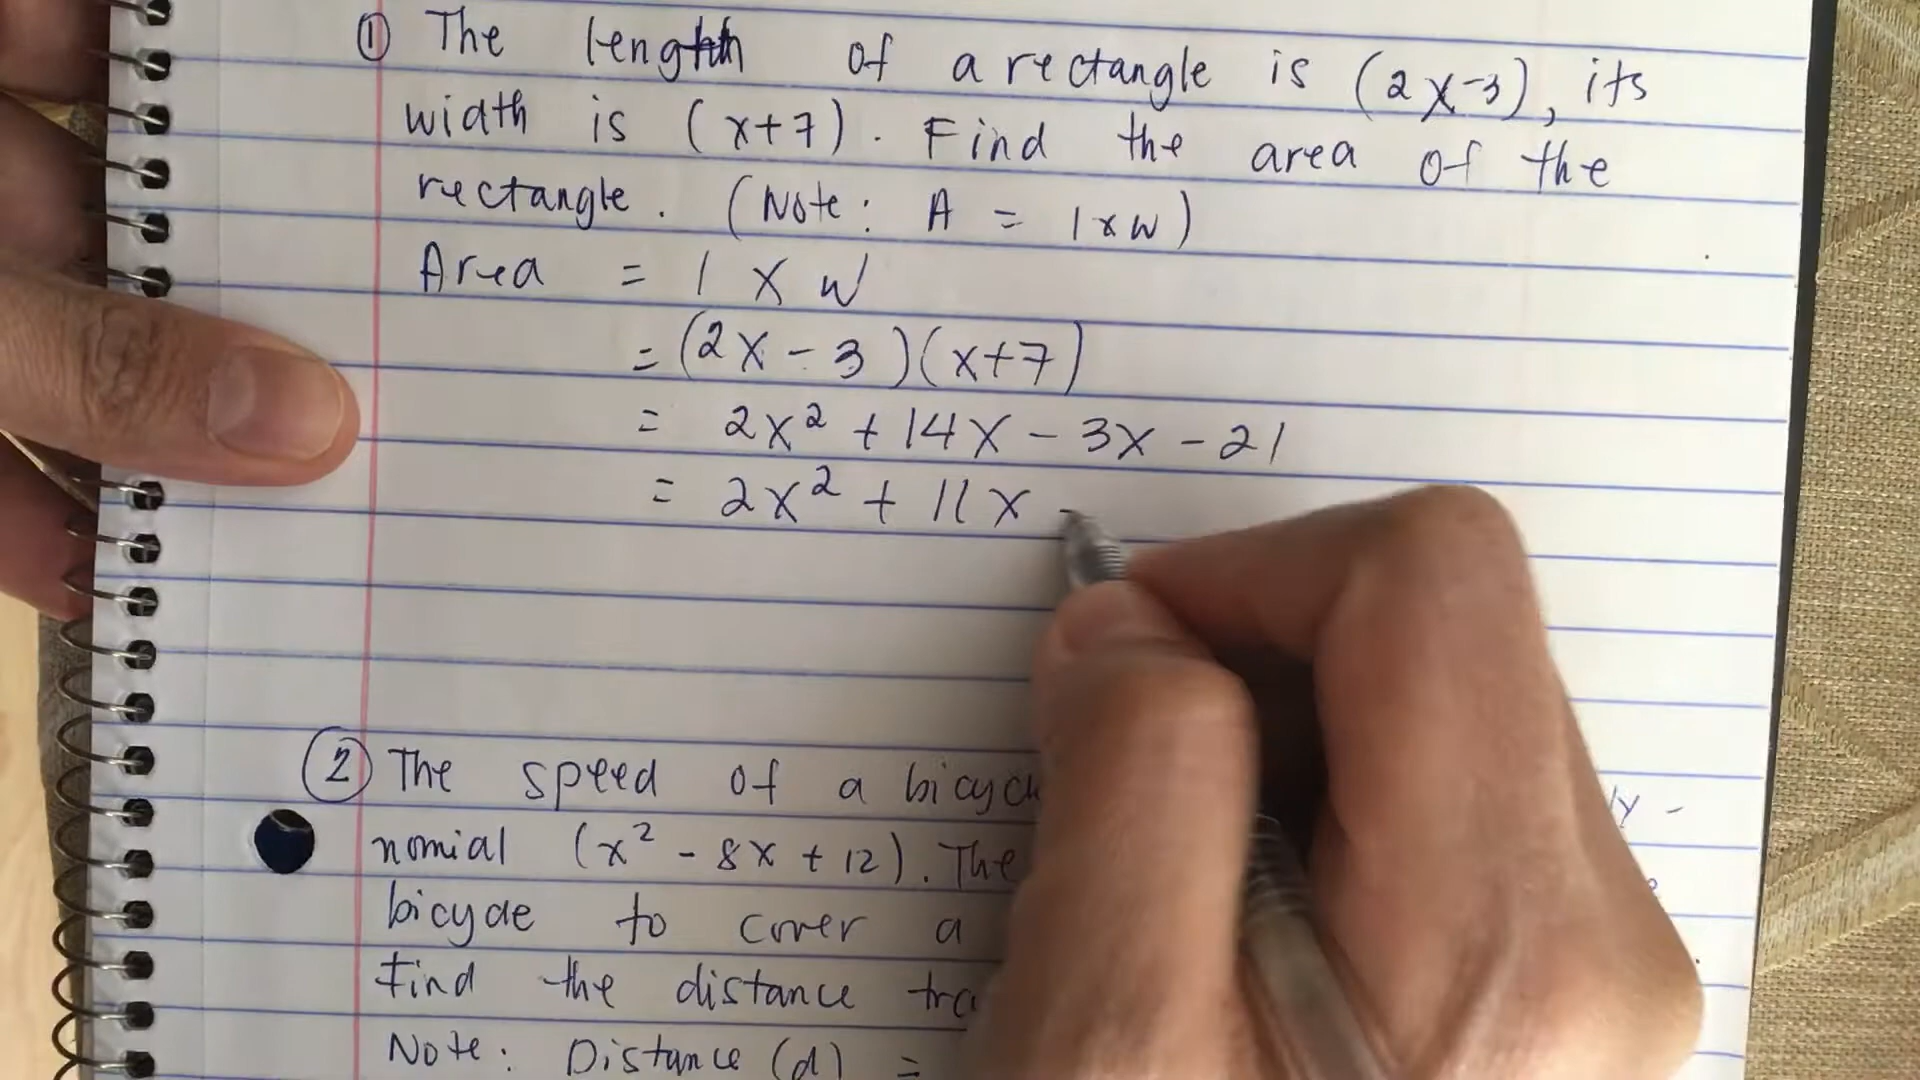 ① The length of a rectangle is (2x-3), its
width is (x+7). Find the area of the
rectangle. (Note: A = l x w)
Area = l x w
= (2x - 3)(x+7)
= 2x² + 14x - 3x - 21
= 2x² + 11x -
② The speed of a ly -
nomial (x² - 8x + 12). The
bicycle to cover a
Find the distance
Note: Distance (d) =